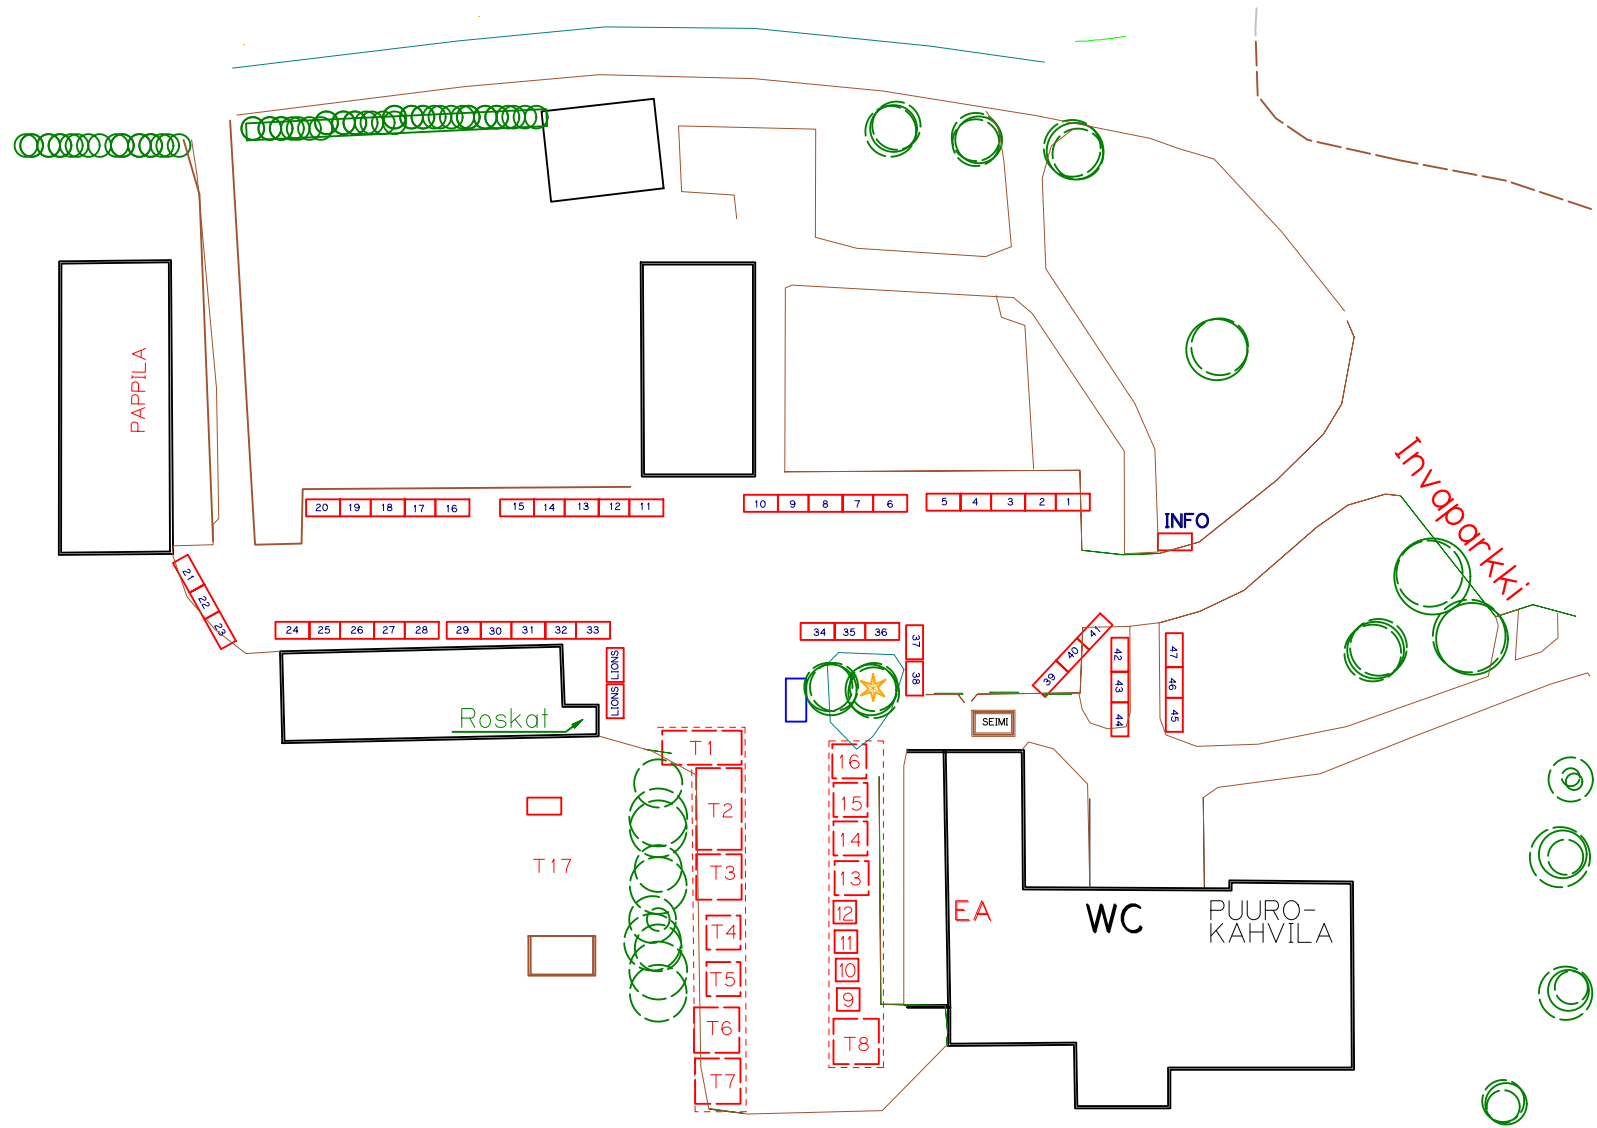 PAPPILA
Invaparkki
20 19 18 17 16
15 14 13 12 11
10 9 8 7 6
5 4 3 2 1
INFO
21
22
23
24 25 26 27 28
29 30 31 32 33
LIONS
LIONS
34 35 36
37
38
39
40
41
42
43
44
47
46
45
Roskat
SEIMI
T1
T2
T3
T4
T5
T6
T7
16
15
14
13
12
11
10
9
T8
T17
EA
WC
PUURO-
KAHVILA